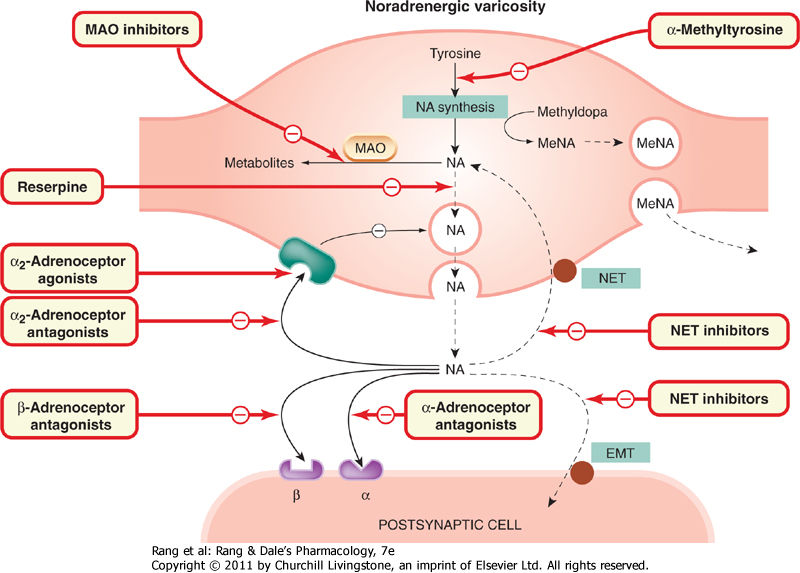 Noradrenergic varicosity
MAO inhibitors
α-Methyltyrosine
Tyrosine
NA synthesis
Methyldopa
MeNA
MeNA
MAO
Metabolites
NA
Reserpine
NA
MeNA
α2-Adrenoceptor
agonists
NA
NET
α2-Adrenoceptor
antagonists
NET inhibitors
NA
β-Adrenoceptor
antagonists
α-Adrenoceptor
antagonists
NET inhibitors
EMT
β
α
POSTSYNAPTIC CELL
Rang et al: Rang & Dale's Pharmacology, 7e
Copyright © 2011 by Churchill Livingstone, an imprint of Elsevier Ltd. All rights reserved.